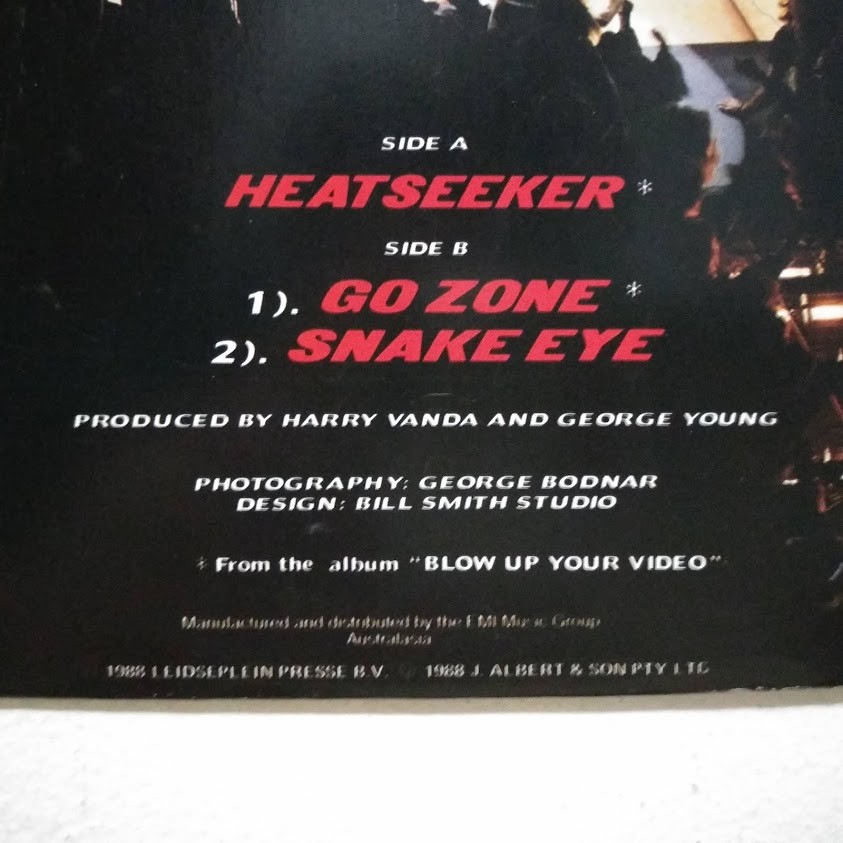 SIDE A
HEATSEEKER *
SIDE B
1). GO ZONE *
2). SNAKE EYE
PRODUCED BY HARRY VANDA AND GEORGE YOUNG
PHOTOGRAPHY: GEORGE BODNAR
DESIGN: BILL SMITH STUDIO
* From the album "BLOW UP YOUR VIDEO"
Manufactured and distributed by the EMI Music Group
Australasia
1988 LEIDSEPLEIN PRESSE B.V. 1988 J. ALBERT & SON PTY LTD